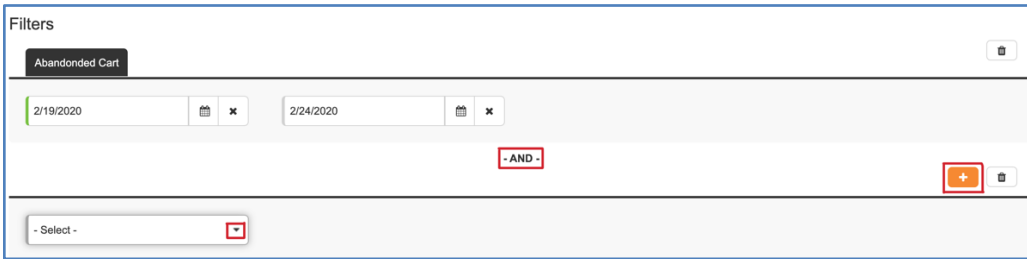 Filters
Abandonded Cart
2/19/2020 2/24/2020
- AND -
- Select -